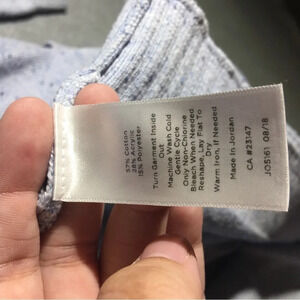 57% Cotton
28% Acrylic
15% Polyester
Turn Garment Inside
Out
Machine Wash Cold
Gentle Cycle
Only Non-Chlorine
Bleach When Needed
Reshape, Lay Flat To
Dry
Warm Iron, If Needed
Made in Jordan
CA #23147
JO5161 08/18